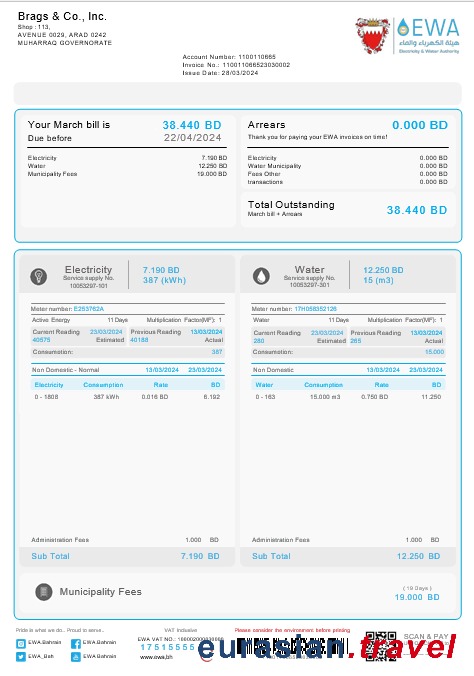 Brags & Co., Inc.
Shop : 113,
AVENUE 0029, ARAD 0242
MUHARRAQ GOVERNORATE
EWA
هيئة الكهرباء والماء
Electricity & Water Authority
Account Number: 1100110665
Invoice No.: 110011066523030002
Issue Date: 28/03/2024
Your March bill is 38.440 BD
Due before 22/04/2024
Electricity 7.190 BD
Water 12.250 BD
Municipality Fees 19.000 BD
Arrears 0.000 BD
Thank you for paying your EWA invoices on time!
Electricity 0.000 BD
Water Municipality 0.000 BD
Fees Other 0.000 BD
transactions 0.000 BD
Total Outstanding
March bill + Arrears 38.440 BD
Electricity 7.190 BD
Service supply No. 387 (kWh)
10053297-101
Meter number: E253762A
Active Energy 11 Days Multiplication Factor(MF): 1
Current Reading 23/03/2024 Previous Reading 13/03/2024
40575 Estimated 40188 Actual
Consumotion: 387
Non Domestic - Normal 13/03/2024 23/03/2024
Electricity Consumption Rate BD
0 - 1808 387 kWh 0.016 BD 6.192
Administration Fees 1.000 BD
Sub Total 7.190 BD
Water 12.250 BD
Service supply No. 15 (m3)
10053297-301
Meter number: 17H058352126
Water 11 Days Multiplication Factor(MF): 1
Current Reading 23/03/2024 Previous Reading 13/03/2024
280 Estimated 265 Actual
Consumotion: 15.000
Non Domestic 13/03/2024 23/03/2024
Water Consumption Rate BD
0 - 163 15.000 m3 0.750 BD 11.250
Administration Fees 1.000 BD
Sub Total 12.250 BD
Municipality Fees
(19 Days)
19.000 BD
Pride in what we do.. Proud to serve..
EWA.Bahrain EWA.Bahrain
EWA_Bah EWA_Bahrain
VAT Inclusive
EWA VAT NO.:
17515555
www.ewa.bh
Please consider the environment before printing
SCAN & PAY
eurasian.travel